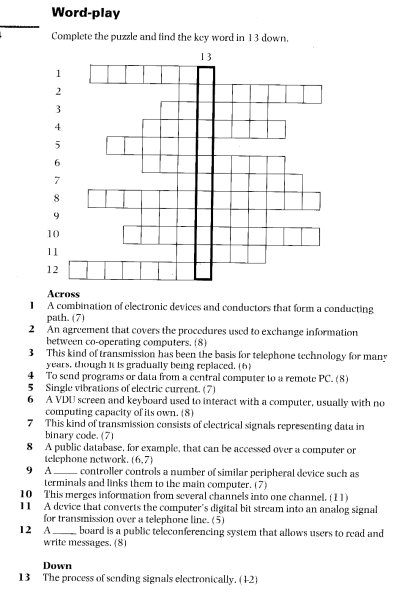 Word-play
Complete the puzzle and find the key word in 13 down.
13
1
2
3
4
5
6
7
8
9
10
11
12
Across
1 A combination of electronic devices and conductors that form a conducting
path. (7)
2 An agreement that covers the procedures used to exchange information
between co-operating computers. (8)
3 This kind of transmission has been the basis for telephone technology for many
years, though it is gradually being replaced. (6)
4 To send programs or data from a central computer to a remote PC. (8)
5 Single vibrations of electric current. (7)
6 A VDU screen and keyboard used to interact with a computer, usually with no
computing capacity of its own. (8)
7 This kind of transmission consists of electrical signals representing data in
binary code. (7)
8 A public database, for example, that can be accessed over a computer or
telephone network. (6,7)
9 A ____ controller controls a number of similar peripheral device such as
terminals and links them to the main computer. (7)
10 This merges information from several channels into one channel. (11)
11 A device that converts the computer's digital bit stream into an analog signal
for transmission over a telephone line. (5)
12 A ____ board is a public teleconferencing system that allows users to read and
write messages. (8)
Down
13 The process of sending signals electronically. (12)